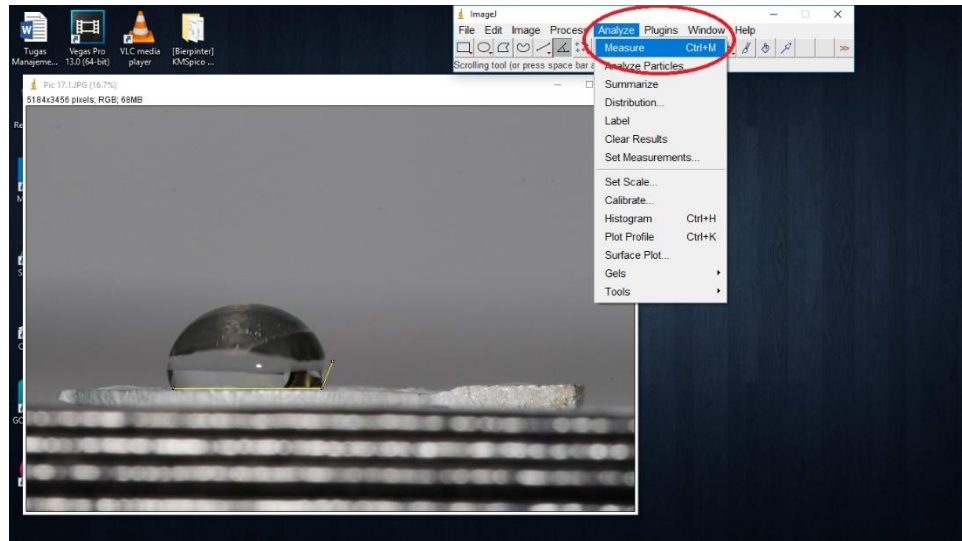 Tugas Manajeme...
Vegas Pro 13.0 (64-bit)
VLC media player
[Bierpinter] KMSpico ...
ImageJ
File Edit Image Process Analyze Plugins Window Help
Scrolling tool (or press space bar a
Measure Ctrl+M
Analyze Particles...
Summarize
Distribution...
Label
Clear Results
Set Measurements...
Set Scale...
Calibrate...
Histogram Ctrl+H
Plot Profile Ctrl+K
Surface Plot...
Gels
Tools
Pic 17.1.JPG (16.7%)
5184x3456 pixels; RGB; 68MB
Re
M
S
C
GO